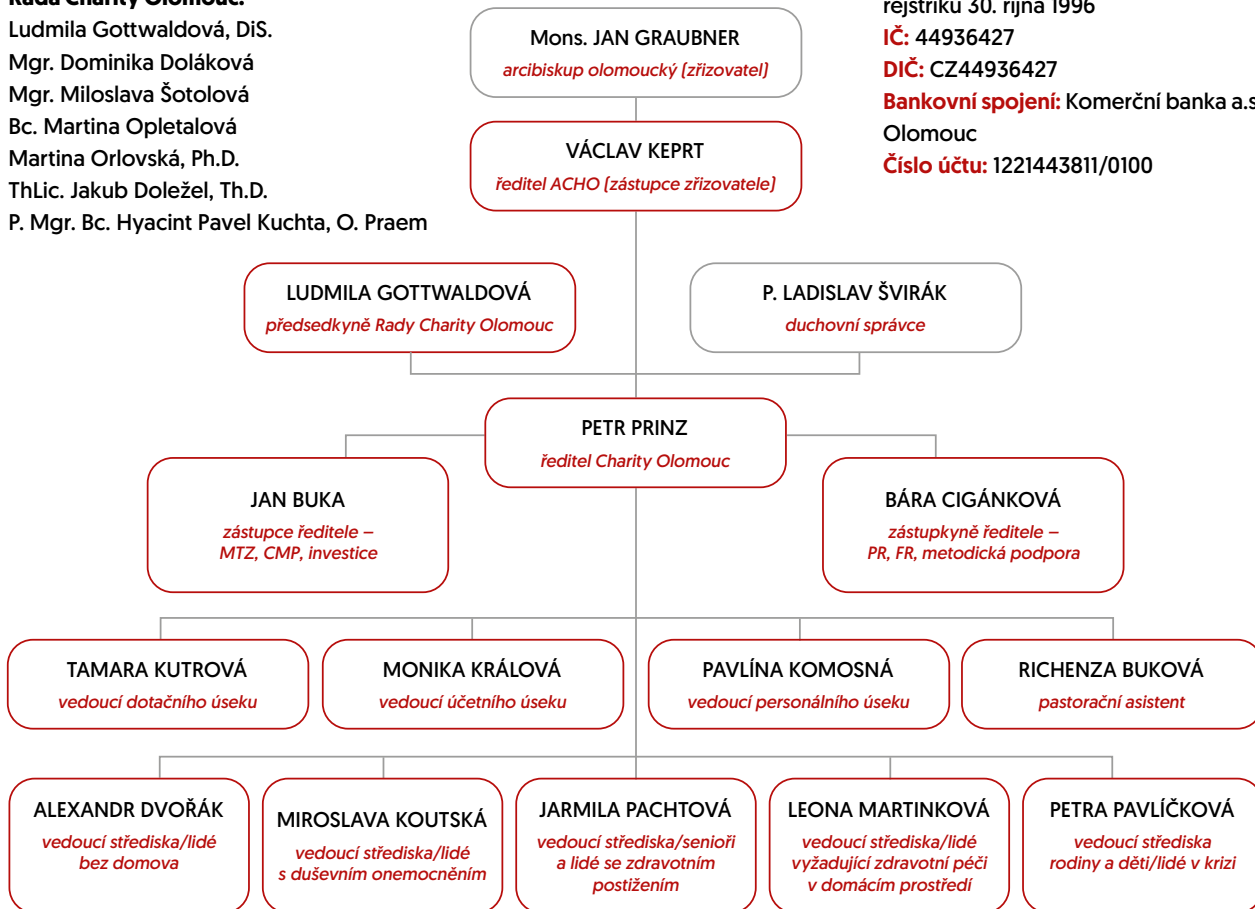 Rada Charity Olomouc:
Ludmila Gottwaldová, DiS.
Mgr. Dominika Doláková
Mgr. Miloslava Šotolová
Bc. Martina Opletalová
Martina Orlovská, Ph.D.
ThLic. Jakub Doležel, Th.D.
P. Mgr. Bc. Hyacint Pavel Kuchta, O. Praem
rejstříku 30. října 1996
IČ: 44936427
DIČ: CZ44936427
Bankovní spojení: Komerční banka a.s
Olomouc
Číslo účtu: 1221443811/0100
Mons. JAN GRAUBNER
arcibiskup olomoucký (zřizovatel)
VÁCLAV KEPRT
ředitel ACHO (zástupce zřizovatele)
LUDMILA GOTTWALDOVÁ
předsedkyně Rady Charity Olomouc
P. LADISLAV ŠVIRÁK
duchovní správce
PETR PRINZ
ředitel Charity Olomouc
JAN BUKA
zástupce ředitele –
MTZ, CMP, investice
BÁRA CIGÁNKOVÁ
zástupkyně ředitele –
PR, FR, metodická podpora
TAMARA KUTROVÁ
vedoucí dotačního úseku
MONIKA KRÁLOVÁ
vedoucí účetního úseku
PAVLÍNA KOMOSNÁ
vedoucí personálního úseku
RICHENZA BUKOVÁ
pastorační asistent
ALEXANDR DVOŘÁK
vedoucí střediska/lidé
bez domova
MIROSLAVA KOUTSKÁ
vedoucí střediska/lidé
s duševním onemocněním
JARMILA PACHTOVÁ
vedoucí střediska/senioři
a lidé se zdravotním
postižením
LEONA MARTINKOVÁ
vedoucí střediska/lidé
vyžadující zdravotní péči
v domácím prostředí
PETRA PAVLÍČKOVÁ
vedoucí střediska
rodiny a děti/lidé v krizi